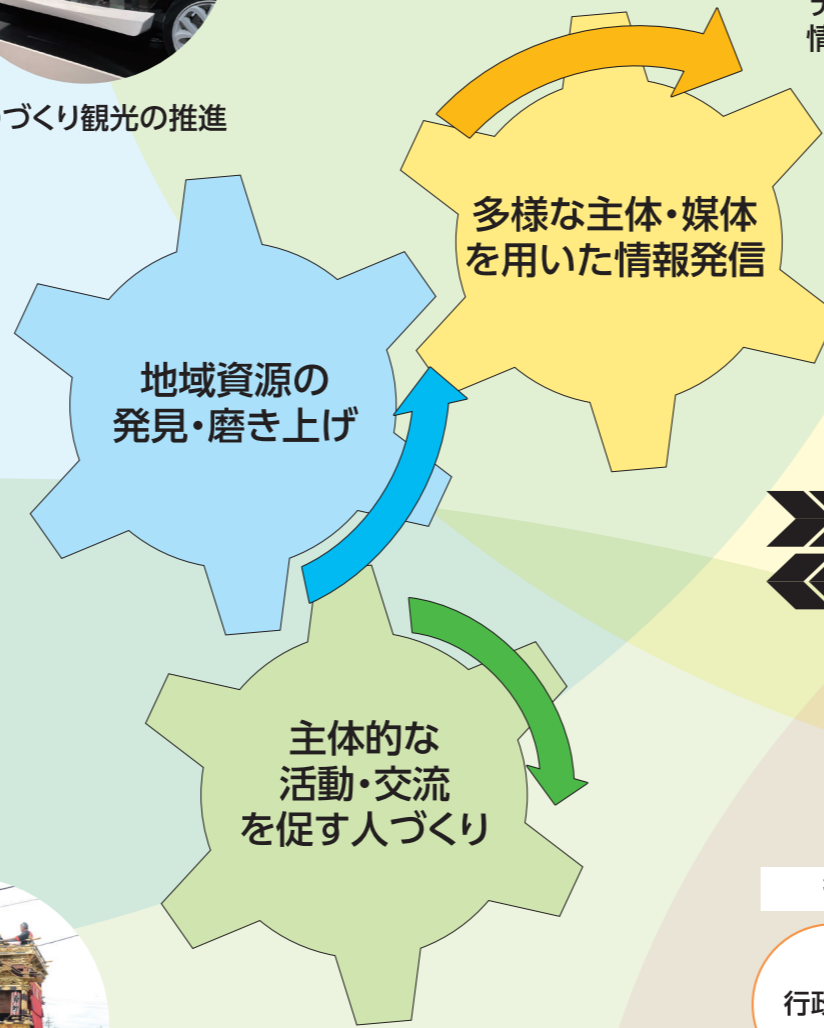 づくり観光の推進
多様な主体・媒体
を用いた情報発信
地域資源の
発見・磨き上げ
主体的な
活動・交流
を促す人づくり
行政